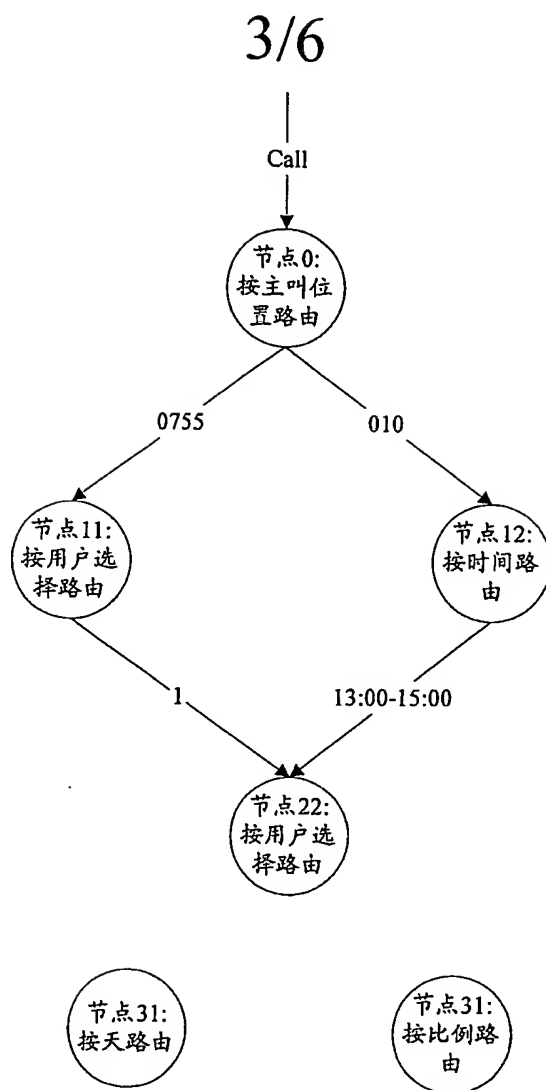 3/6
Call
节点0:
按主叫位
置路由
0755
010
节点11:
按用户选
择路由
节点12:
按时间路
由
1
13:00-15:00
节点22:
按用户选
择路由
节点31:
按天路由
节点31:
按比例路
由